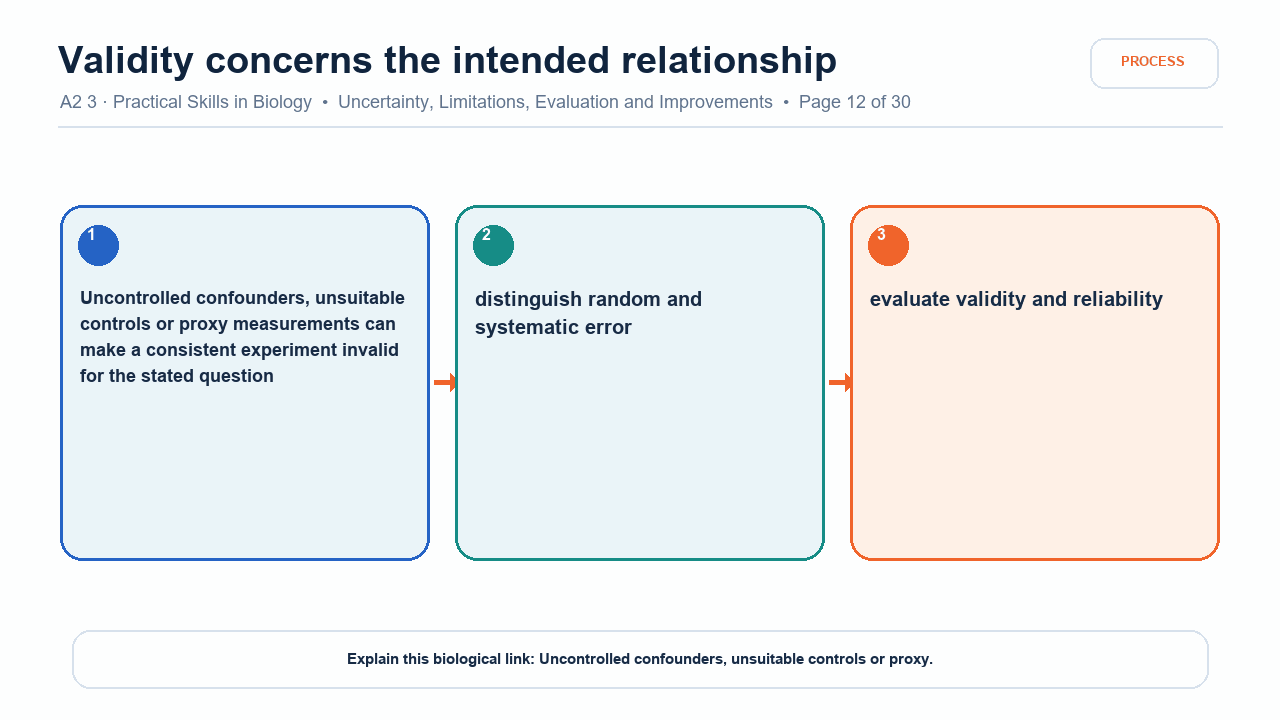 Validity concerns the intended relationship
PROCESS
A2 3 · Practical Skills in Biology • Uncertainty, Limitations, Evaluation and Improvements • Page 12 of 30
1
Uncontrolled confounders, unsuitable
controls or proxy measurements can
make a consistent experiment invalid
for the stated question
2
distinguish random and
systematic error
3
evaluate validity and reliability
Explain this biological link: Uncontrolled confounders, unsuitable controls or proxy.